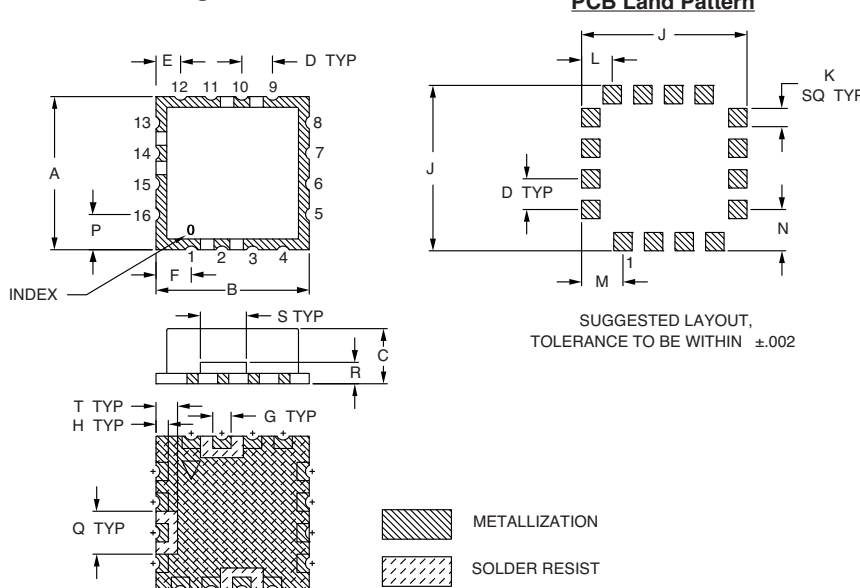 PCB Land Pattern
E
D TYP
12 11 10 9
13
14
15
16
8
7
6
5
A
P
0
1 2 3 4
F
B
INDEX
J
L
K
SQ TYP
J
D TYP
N
1
M
SUGGESTED LAYOUT,
TOLERANCE TO BE WITHIN ±.002
S TYP
C
R
T TYP
H TYP
G TYP
Q TYP
METALLIZATION
SOLDER RESIST